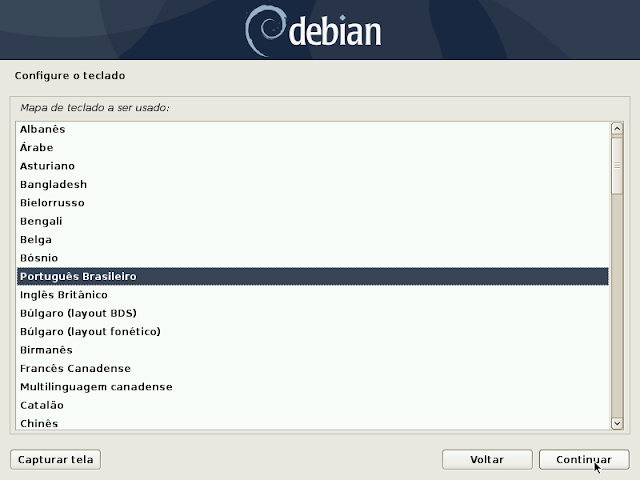 debian
Configure o teclado
Mapa de teclado a ser usado:
Albanês
Árabe
Asturiano
Bangladesh
Bielorrusso
Bengali
Belga
Bósnio
Português Brasileiro
Inglês Britânico
Búlgaro (layout BDS)
Búlgaro (layout fonético)
Birmanês
Francês Canadense
Multilinguagem canadense
Catalão
Chinês
Capturar tela
Voltar
Continuar